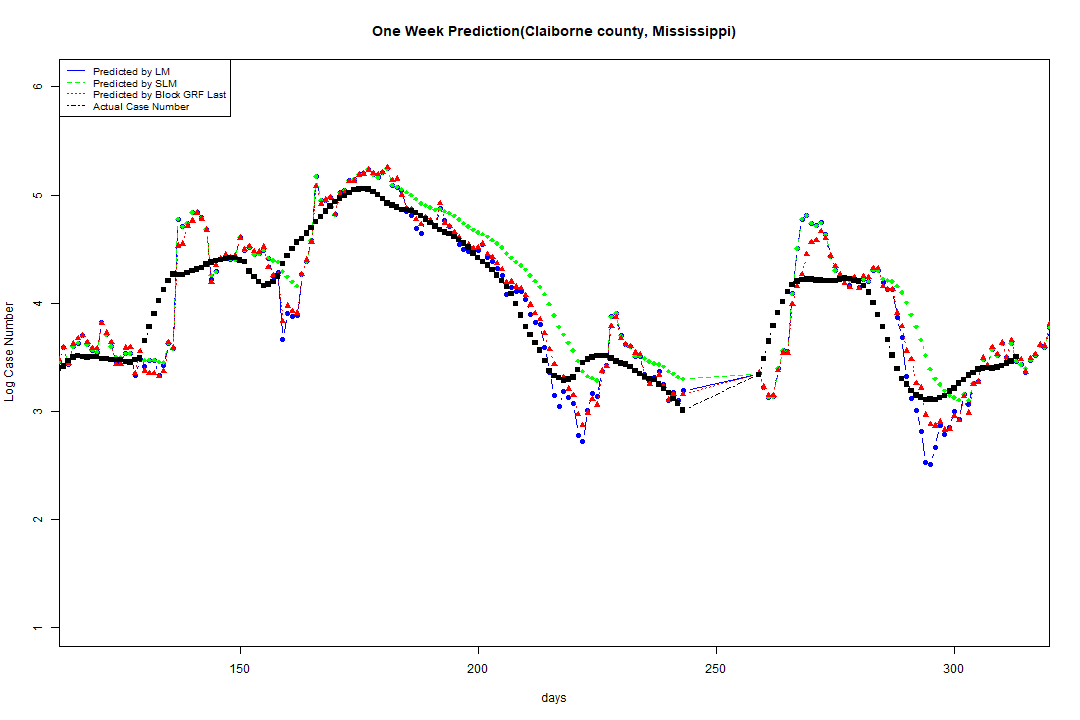 One Week Prediction(Claiborne county, Mississippi)
Predicted by LM
Predicted by SLM
Predicted by Block GRF Last
Actual Case Number
6
5
4
3
2
1
Log Case Number
150 200 250 300
days